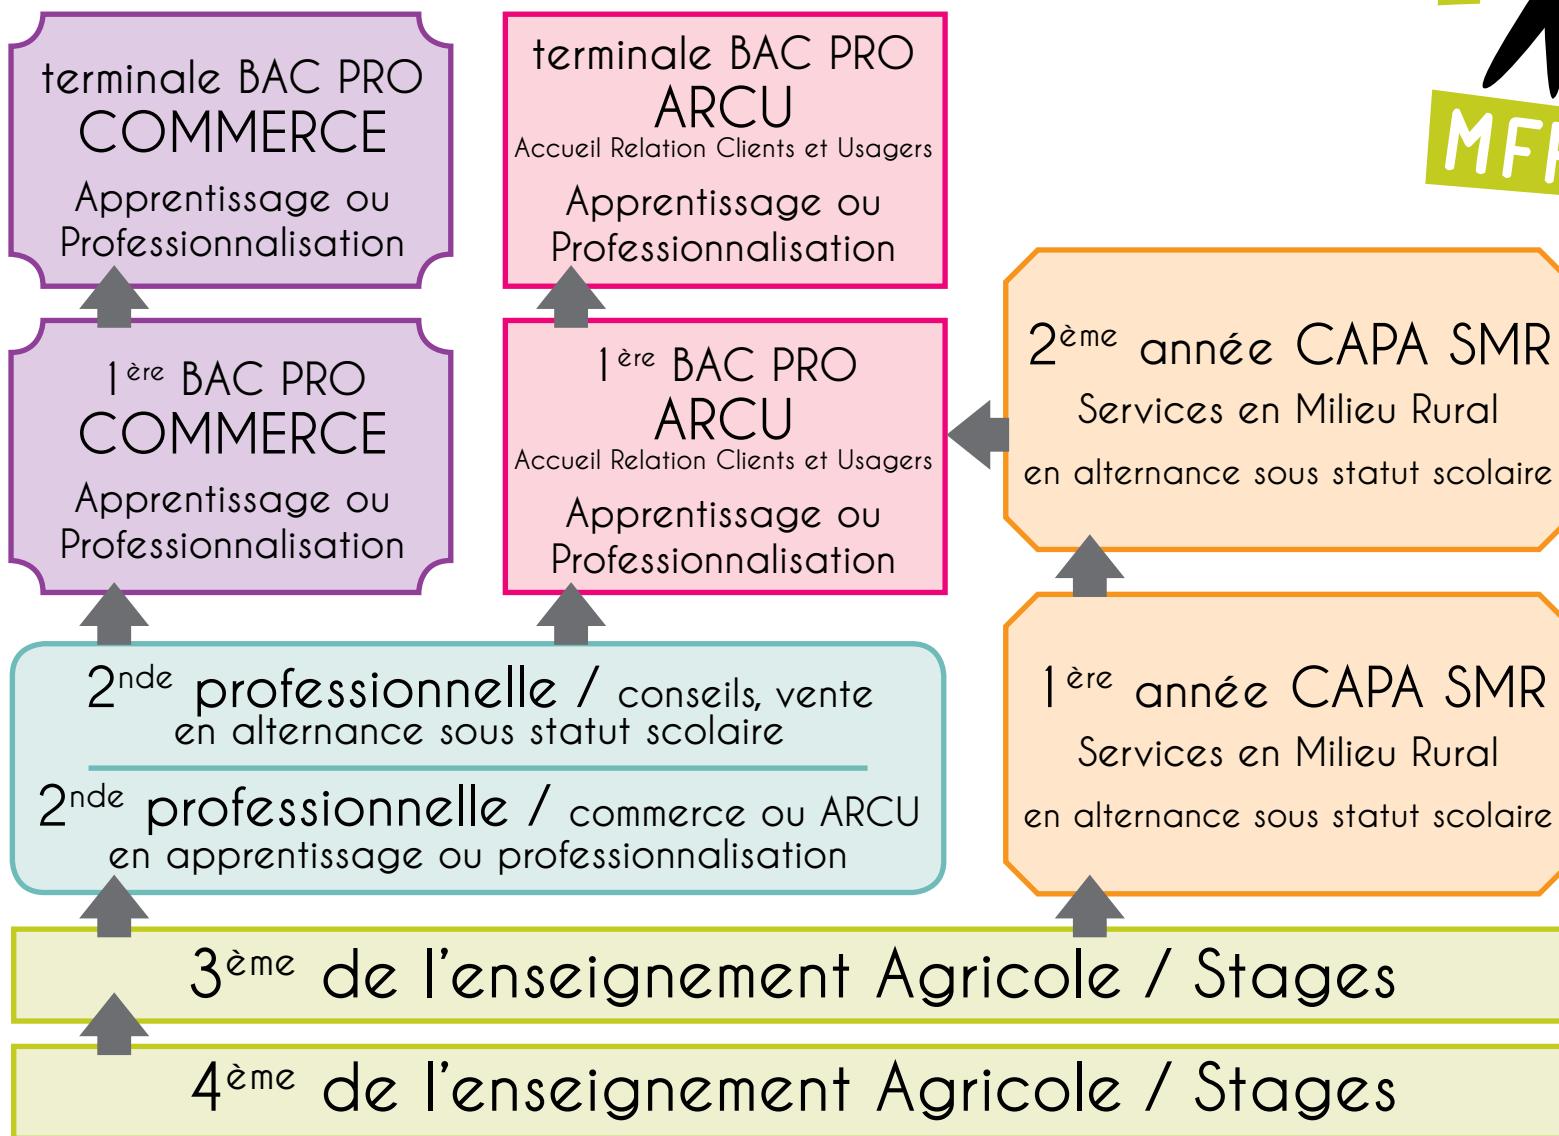 terminale BAC PRO
COMMERCE
Apprentissage ou
Professionnalisation
terminale BAC PRO
ARCU
Accueil Relation Clients et Usagers
Apprentissage ou
Professionnalisation
1ère BAC PRO
COMMERCE
Apprentissage ou
Professionnalisation
1ère BAC PRO
ARCU
Accueil Relation Clients et Usagers
Apprentissage ou
Professionnalisation
2ème année CAPA SMR
Services en Milieu Rural
en alternance sous statut scolaire
2nde professionnelle / conseils, vente
en alternance sous statut scolaire
2nde professionnelle / commerce ou ARCU
en apprentissage ou professionnalisation
1ère année CAPA SMR
Services en Milieu Rural
en alternance sous statut scolaire
3ème de l'enseignement Agricole / Stages
4ème de l'enseignement Agricole / Stages